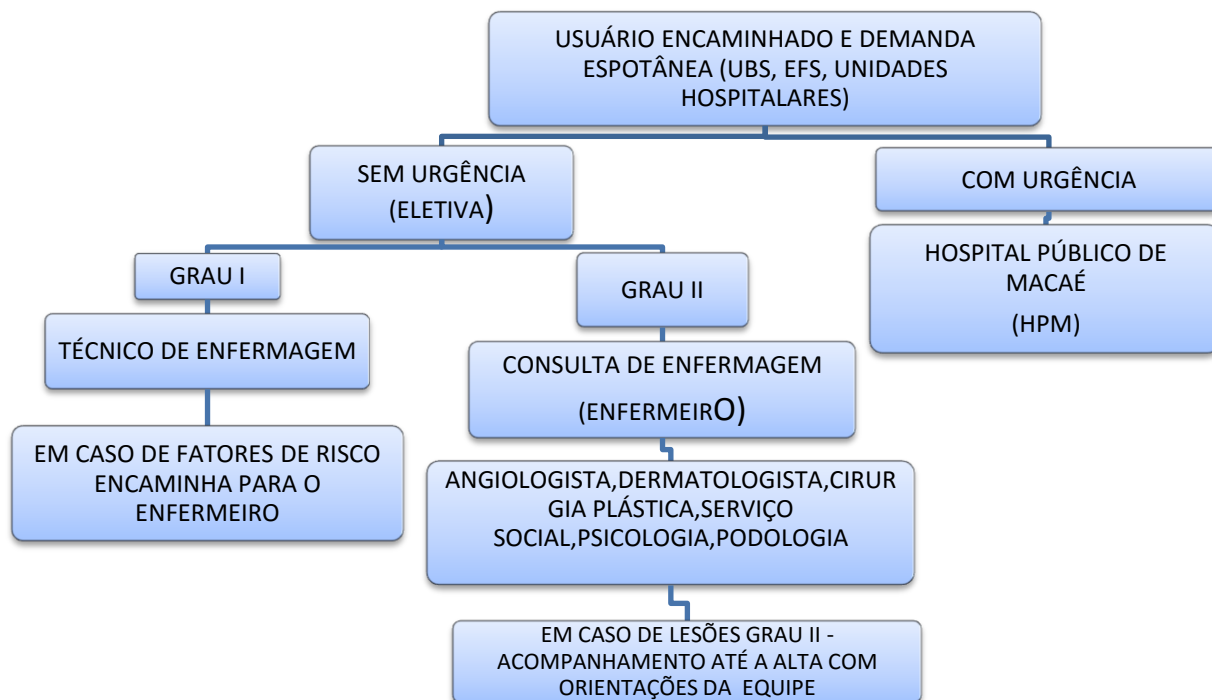 USUÁRIO ENCAMINHADO E DEMANDA
ESPOTÂNEA (UBS, EFS, UNIDADES
HOSPITALARES)
SEM URGÊNCIA
(ELETIVA)
COM URGÊNCIA
GRAU I
GRAU II
HOSPITAL PÚBLICO DE
MACAÉ
(HPM)
TÉCNICO DE ENFERMAGEM
CONSULTA DE ENFERMAGEM
(ENFERMEIRO)
EM CASO DE FATORES DE RISCO
ENCAMINHA PARA O
ENFERMEIRO
ANGIOLOGISTA,DERMATOLOGISTA,CIRUR
GIA PLÁSTICA,SERVIÇO
SOCIAL,PSICOLOGIA,PODOLOGIA
EM CASO DE LESÕES GRAU II -
ACOMPANHAMENTO ATÉ A ALTA COM
ORIENTAÇÕES DA EQUIPE